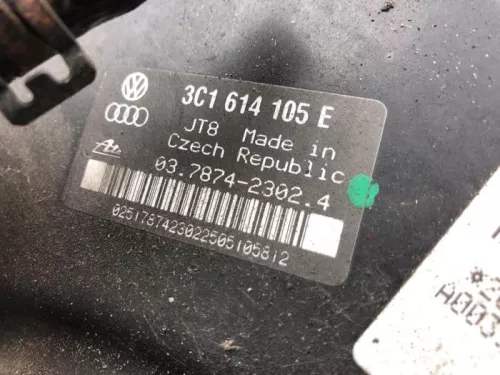 3C1 614 105 E
JT8 Made in
Czech Republic
03.7874-2302.4
0251787423022505105812